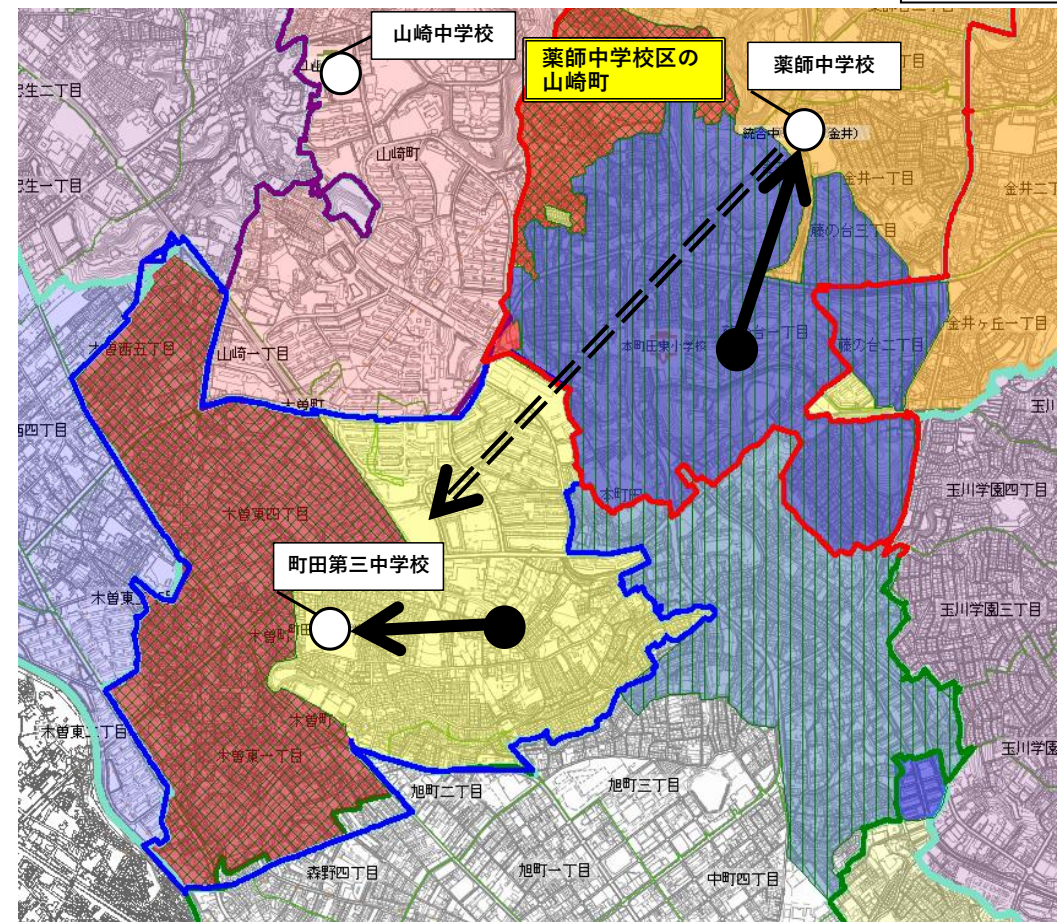 山崎中学校
薬師中学校区の
山崎町
薬師中学校
金井）
山崎町
金井一丁目
藤の台三丁目
金井ヶ丘一丁目
本町田東小学校
台一丁目
藤の台二丁目
山崎一丁目
木曽町
木曽西五丁目
西四丁目
玉川
本町田
玉川学園四丁目
木曽東四丁目
町田第三中学校
木曽町
玉川学園三丁目
木曽町
木曽東一丁目
玉川学園
旭町二丁目
旭町三丁目
旭町一丁目
森野四丁目
中町四丁目